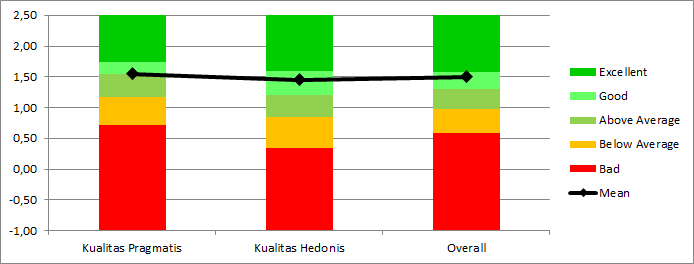 2,50
2,00
1,50
1,00
0,50
0,00
-0,50
-1,00
Kualitas Pragmatis
Kualitas Hedonis
Overall
Excellent
Good
Above Average
Below Average
Bad
Mean